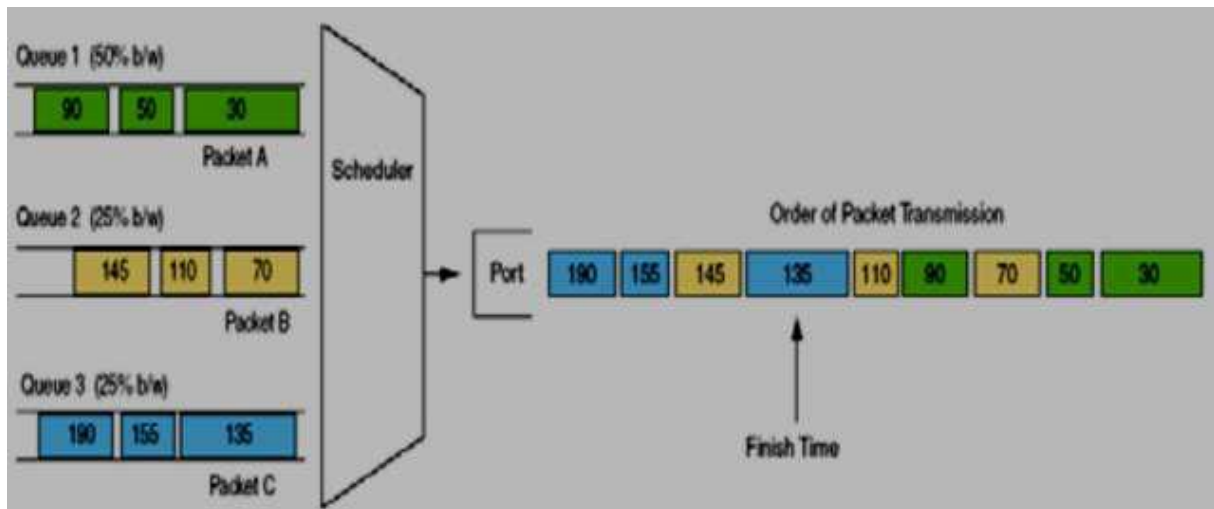 Queue 1 (50% b/w)
90 50 30
Packet A
Scheduler
Queue 2 (25% b/w)
145 110 70
Packet B
Queue 3 (25% b/w)
190 155 135
Packet C
Order of Packet Transmission
Port 190 155 145 135 110 90 70 50 30
Finish Time